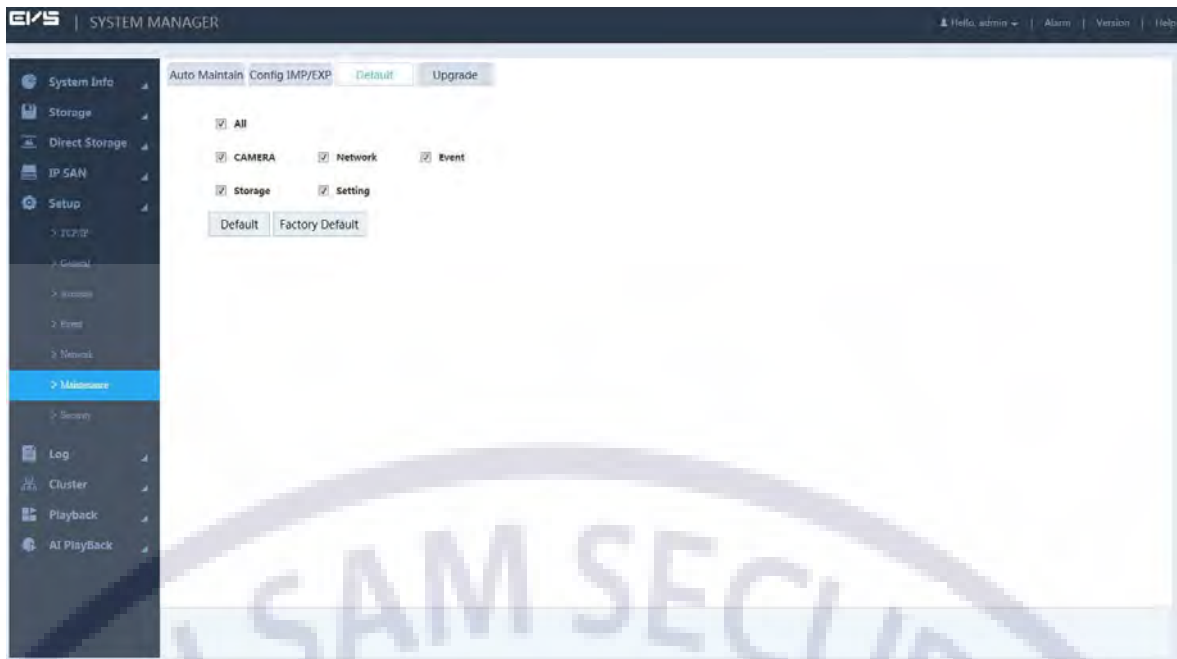 EVS | SYSTEM MANAGER
Hello, admin | Alarm | Version | Help
System Info
Storage
Direct Storage
IP SAN
Setup
> TCP/IP
> General
> Event
> Network
> Maintenance
> Security
Log
Cluster
Playback
AI PlayBack
Auto Maintain Config IMP/EXP Default Upgrade
All
CAMERA Network Event
Storage Setting
Default Factory Default
SAM SECUR